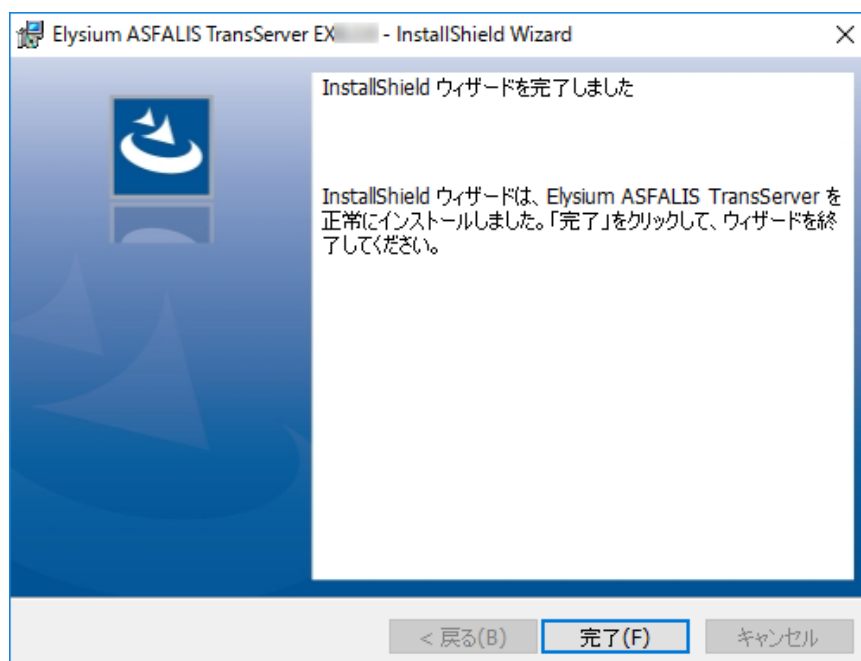 Elysium ASFALIS TransServer EX - InstallShield Wizard
InstallShield ウィザードを完了しました
InstallShield ウィザードは、Elysium ASFALIS TransServer を
正常にインストールしました。「完了」をクリックして、ウィザードを終
了してください。
< 戻る(B)
完了(F)
キャンセル